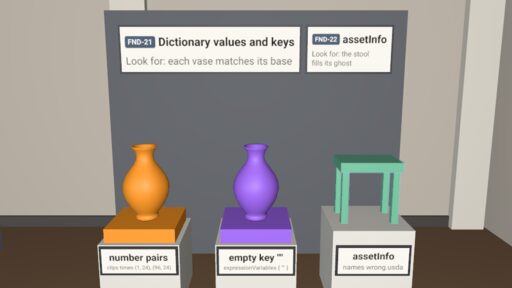 FND-21 Dictionary values and keys
Look for: each vase matches its base
FND-22 assetInfo
Look for: the stool
fills its ghost
number pairs
clips times (1, 24), (96, 24)
empty key ""
expressionVariables { "" }
assetInfo
names wrong.usda